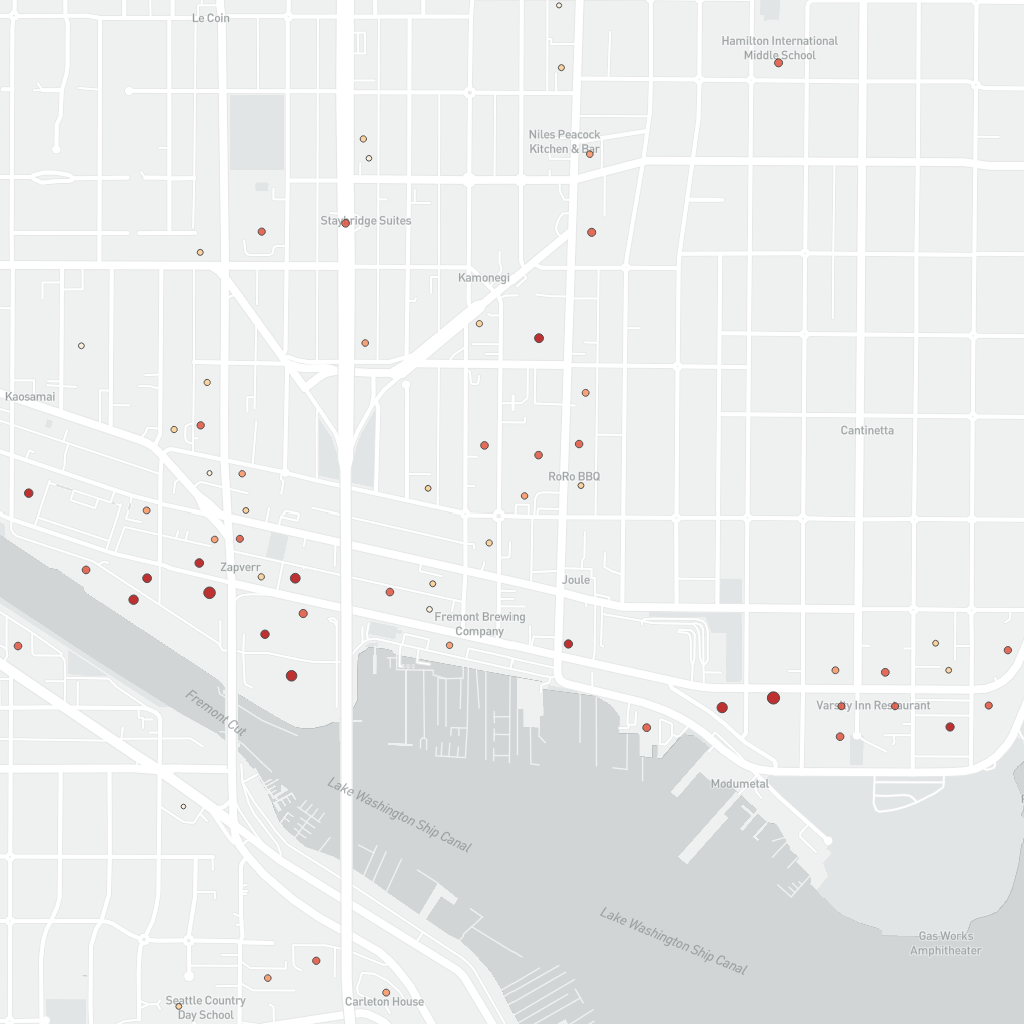 Le Coin
Hamilton International
Middle School
Niles Peacock
Kitchen & Bar
Staybridge Suites
Kamonegi
Kaosamai
Cantinetta
RoRo BBQ
Zapverr
Joule
Fremont Brewing
Company
Fremont Cut
Varsity Inn Restaurant
Modumetal
Lake Washington Ship Canal
Lake Washington Ship Canal
Gas Works
Amphitheater
Seattle Country
Day School
Carleton House